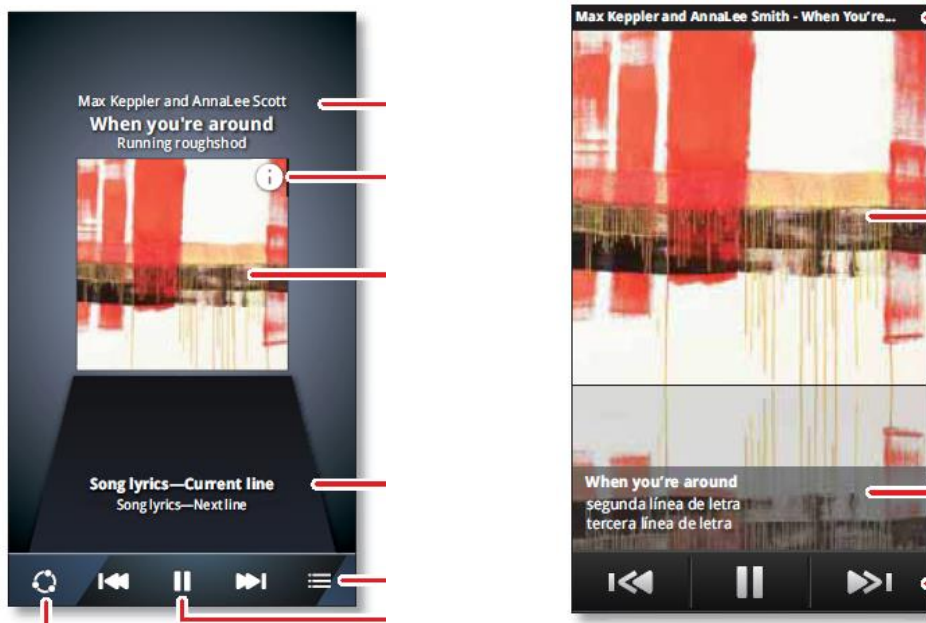 Max Keppler and AnnaLee Scott
When you're around
Running roughshod
i
Song lyrics—Current line
Song lyrics—Next line
Max Keppler and AnnaLee Smith - When You're...
When you're around
segunda línea de letra
tercera línea de letra